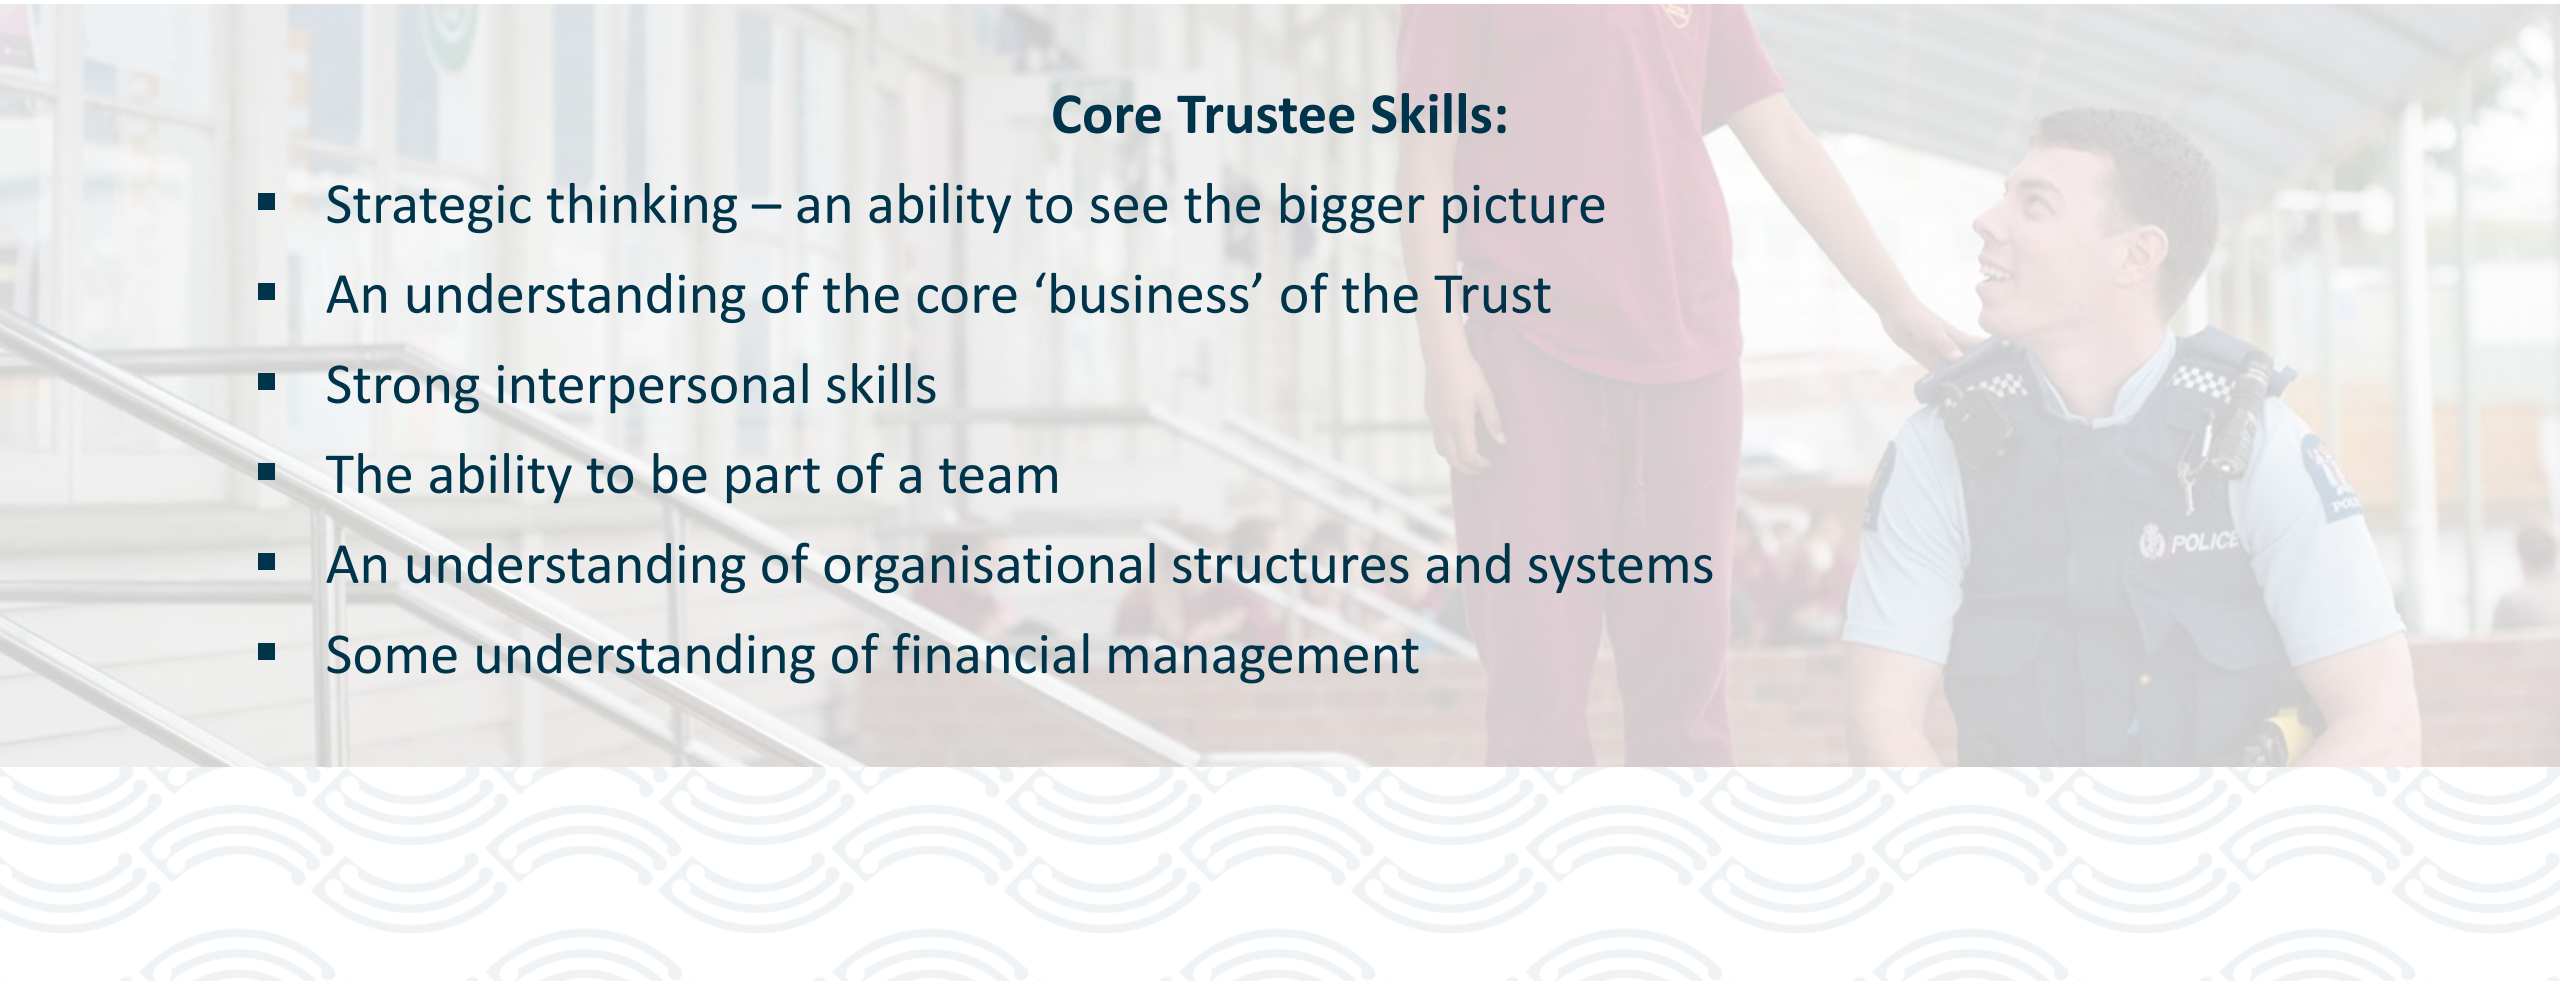 Core Trustee Skills:
▪ Strategic thinking – an ability to see the bigger picture
▪ An understanding of the core ‘business’ of the Trust
▪ Strong interpersonal skills
▪ The ability to be part of a team
▪ An understanding of organisational structures and systems
▪ Some understanding of financial management
POLICE
POLICE